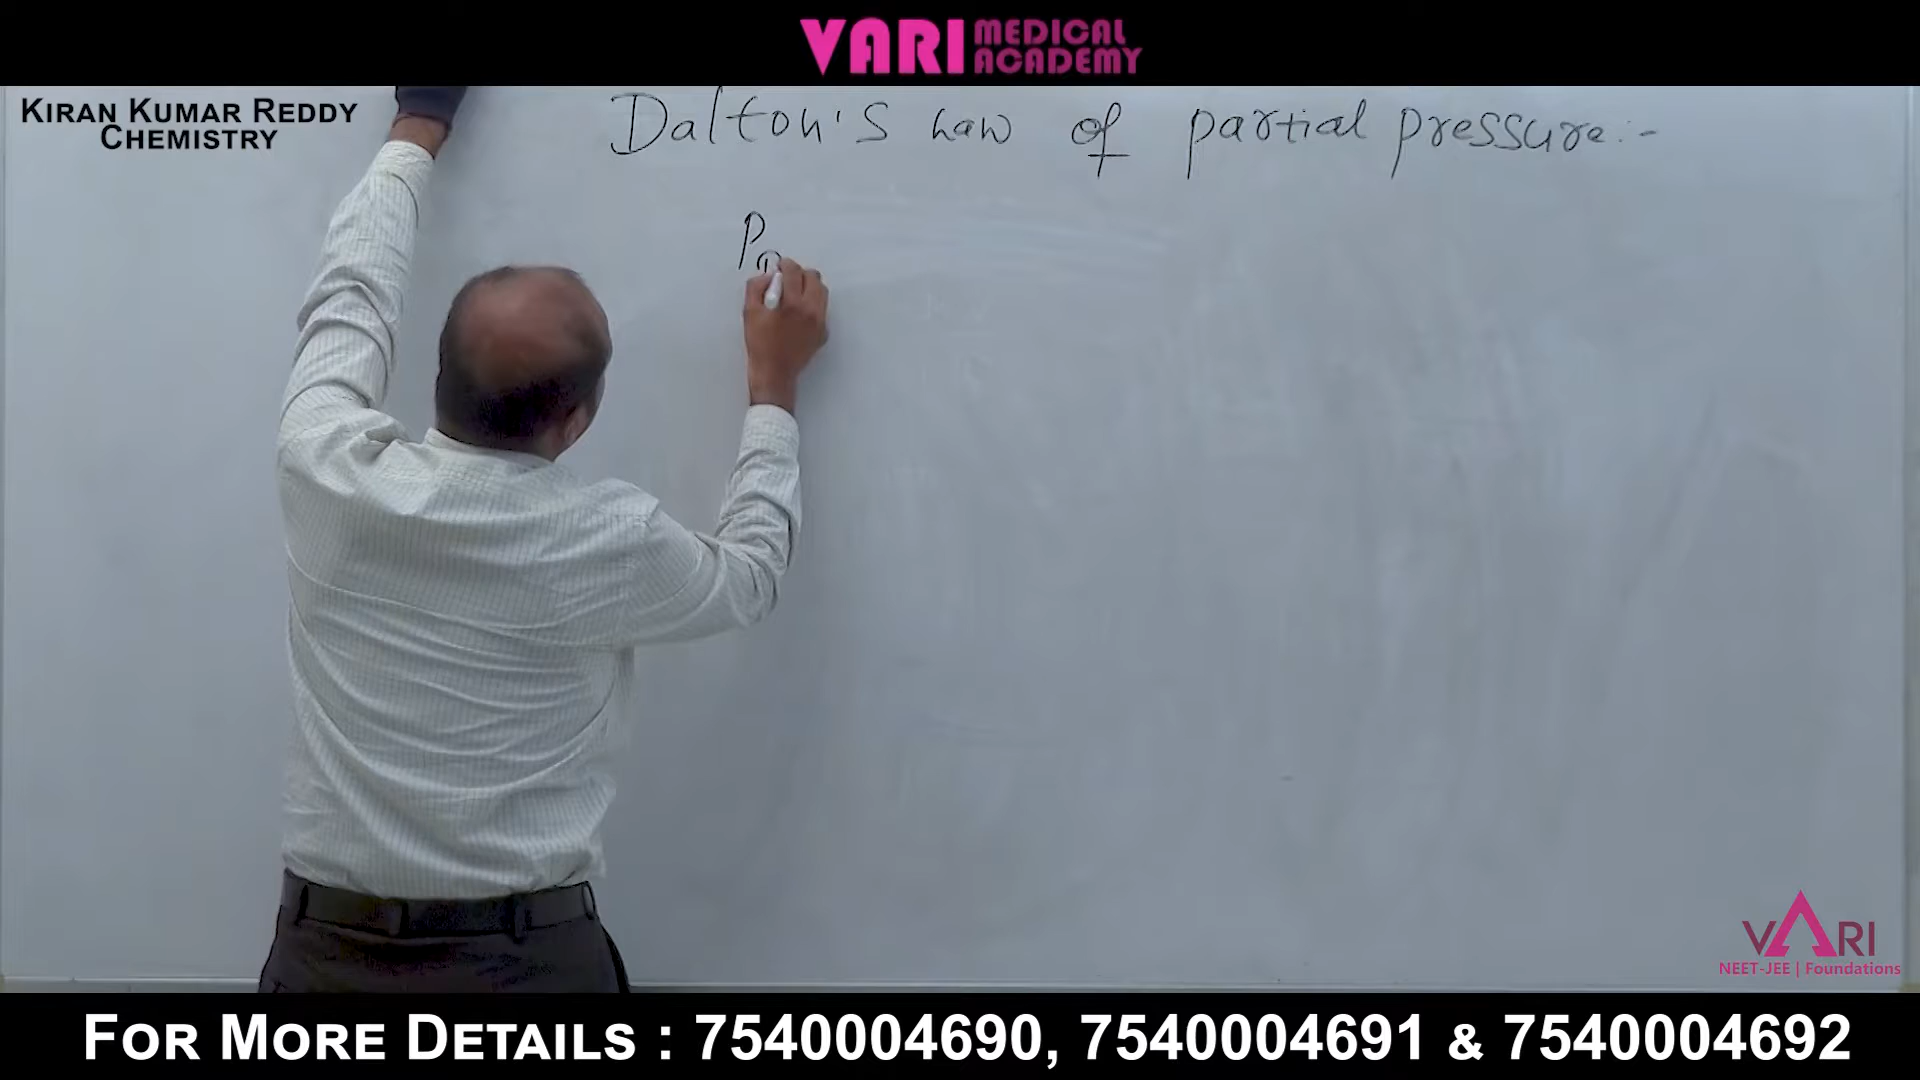 VARI MEDICAL ACADEMY
KIRAN KUMAR REDDY
CHEMISTRY
Dalton's Law of partial pressure:-
P
VARI
NEET-JEE | Foundations
FOR MORE DETAILS : 7540004690, 7540004691 & 7540004692